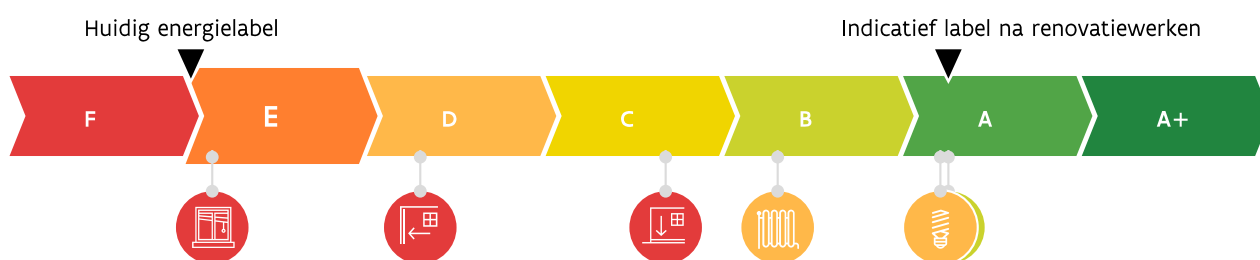 Huidig energielabel
Indicatief label na renovatiewerken
F
E
D
C
B
A
A+